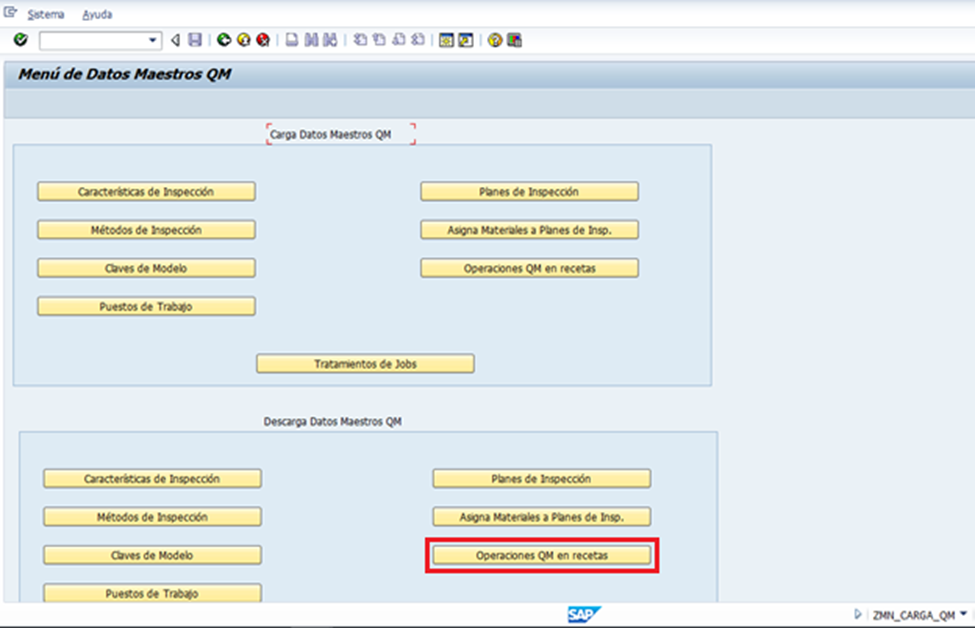 Sistema Ayuda
Menú de Datos Maestros QM
Carga Datos Maestros QM
Características de Inspección Planes de Inspección
Métodos de Inspección Asigna Materiales a Planes de Insp.
Claves de Modelo Operaciones QM en recetas
Puestos de Trabajo
Tratamientos de Jobs
Descarga Datos Maestros QM
Características de Inspección Planes de Inspección
Métodos de Inspección Asigna Materiales a Planes de Insp.
Claves de Modelo Operaciones QM en recetas
Puestos de Trabajo
SAP ZMN_CARGA_QM